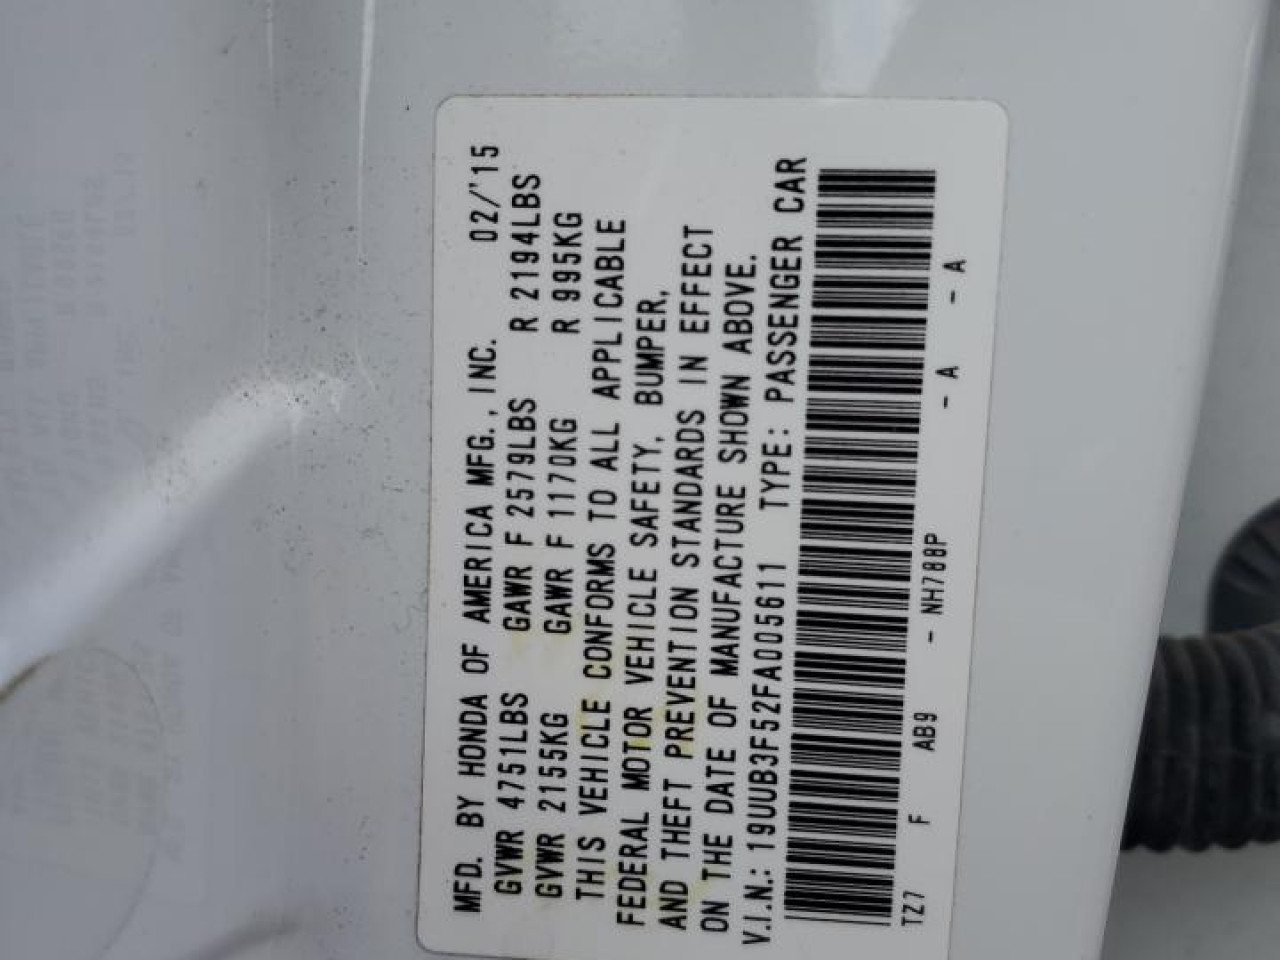 MFD. BY HONDA OF AMERICA MFG., INC. 02/'15
GVWR 4751LBS GAWR F 2579LBS R 2194LBS
GVWR 2155KG GAWR F 1170KG R 995KG
THIS VEHICLE CONFORMS TO ALL APPLICABLE
FEDERAL MOTOR VEHICLE SAFETY, BUMPER,
AND THEFT PREVENTION STANDARDS IN EFFECT
ON THE DATE OF MANUFACTURE SHOWN ABOVE.
V.I.N.: 19UUB3F52FA005611 TYPE: PASSENGER CAR
TZ7 F AB9 - NH788P - A - A